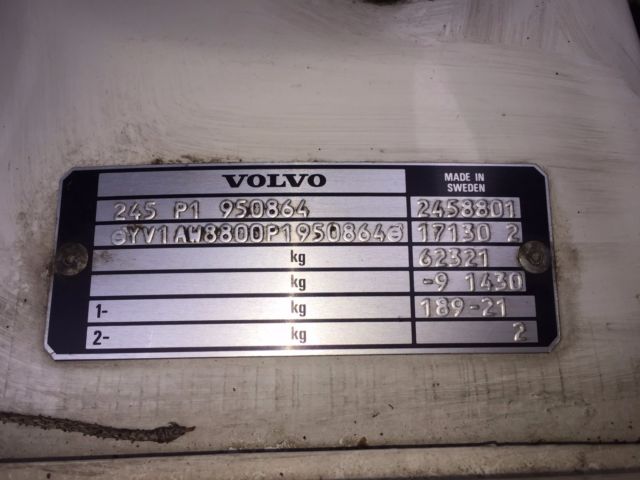 VOLVO MADE IN
SWEDEN
245 P1 950864 2458801
YV1AW8800P1950864 17130 2
kg 62321
kg -9 1430
1- kg 189-21
2- kg 2